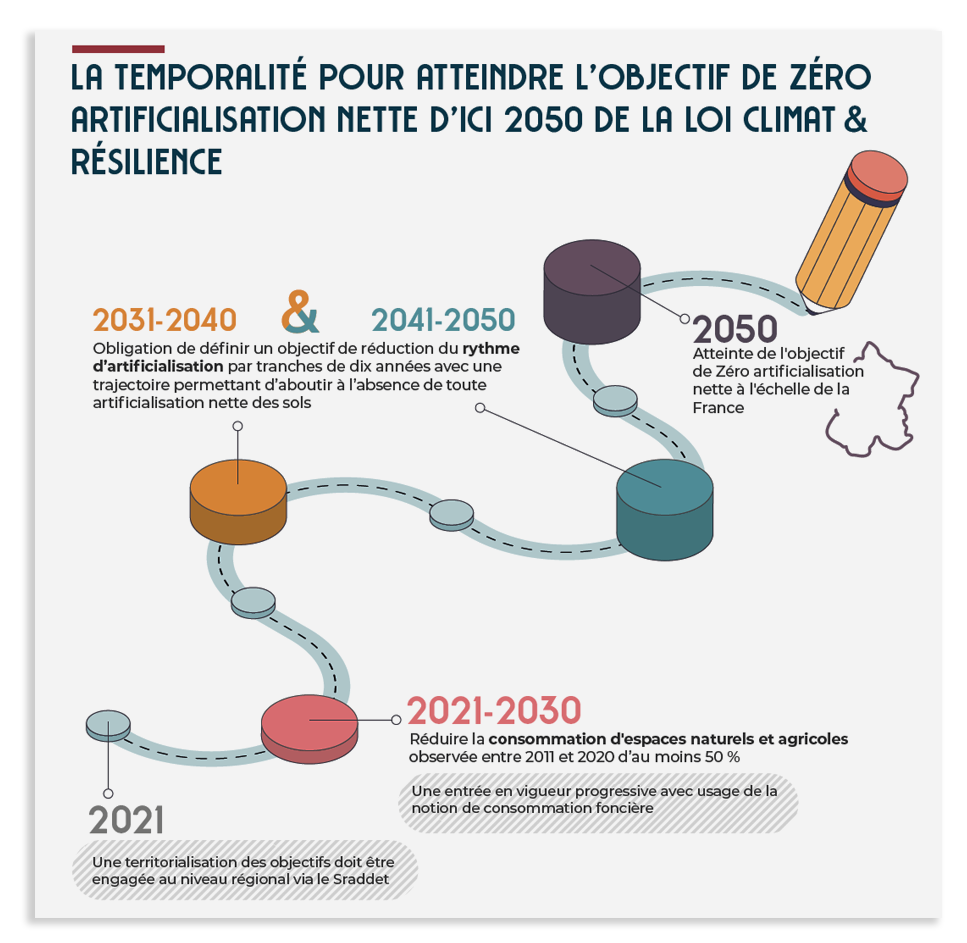 LA TEMPORALITÉ POUR ATTEINDRE L'OBJECTIF DE ZÉRO
ARTIFICIALISATION NETTE D'ICI 2050 DE LA LOI CLIMAT &
RÉSILIENCE
2031-2040 & 2041-2050
Obligation de définir un objectif de réduction du rythme
d'artificialisation par tranches de dix années avec une
trajectoire permettant d'aboutir à l'absence de toute
artificialisation nette des sols
2050
Atteinte de l'objectif
de Zéro artificialisation
nette à l'échelle de la
France
2021-2030
Réduire la consommation d'espaces naturels et agricoles
observée entre 2011 et 2020 d'au moins 50 %
Une entrée en vigueur progressive avec usage de la
notion de consommation foncière
2021
Une territorialisation des objectifs doit être
engagée au niveau régional via le Sraddet